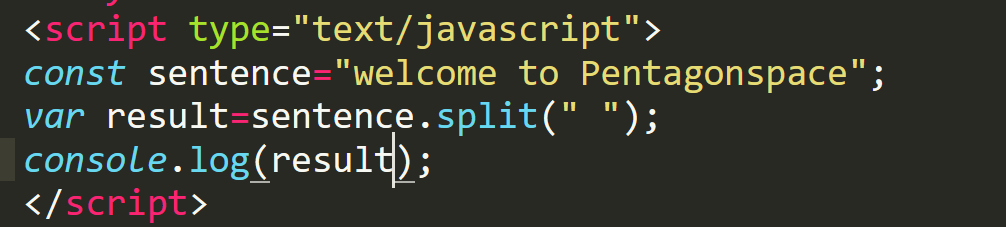 <script type="text/javascript">
const sentence="welcome to Pentagonspace";
var result=sentence.split(" ");
console.log(result);
</script>